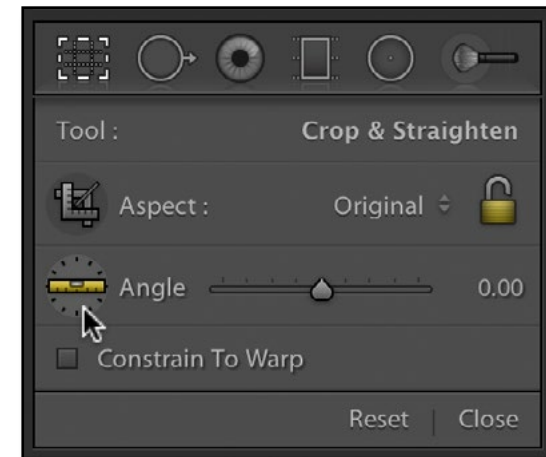 Tool : Crop & Straighten
Aspect : Original
Angle 0.00
Constrain To Warp
Reset | Close